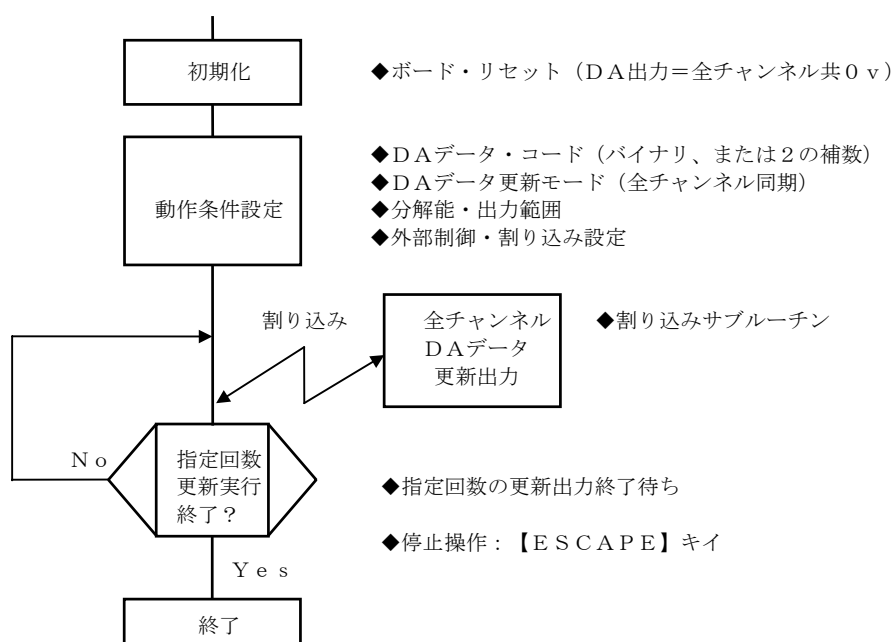 初期化
◆ボード・リセット（ＤＡ出力＝全チャンネル共０ｖ）
動作条件設定
◆ＤＡデータ・コード（バイナリ、または２の補数）
◆ＤＡデータ更新モード（全チャンネル同期）
◆分解能・出力範囲
◆外部制御・割り込み設定
割り込み
全チャンネル
ＤＡデータ
更新出力
◆割り込みサブルーチン
Ｎｏ
指定回数
更新実行
終了？
◆指定回数の更新出力終了待ち
◆停止操作：【ＥＳＣＡＰＥ】キイ
Ｙｅｓ
終了